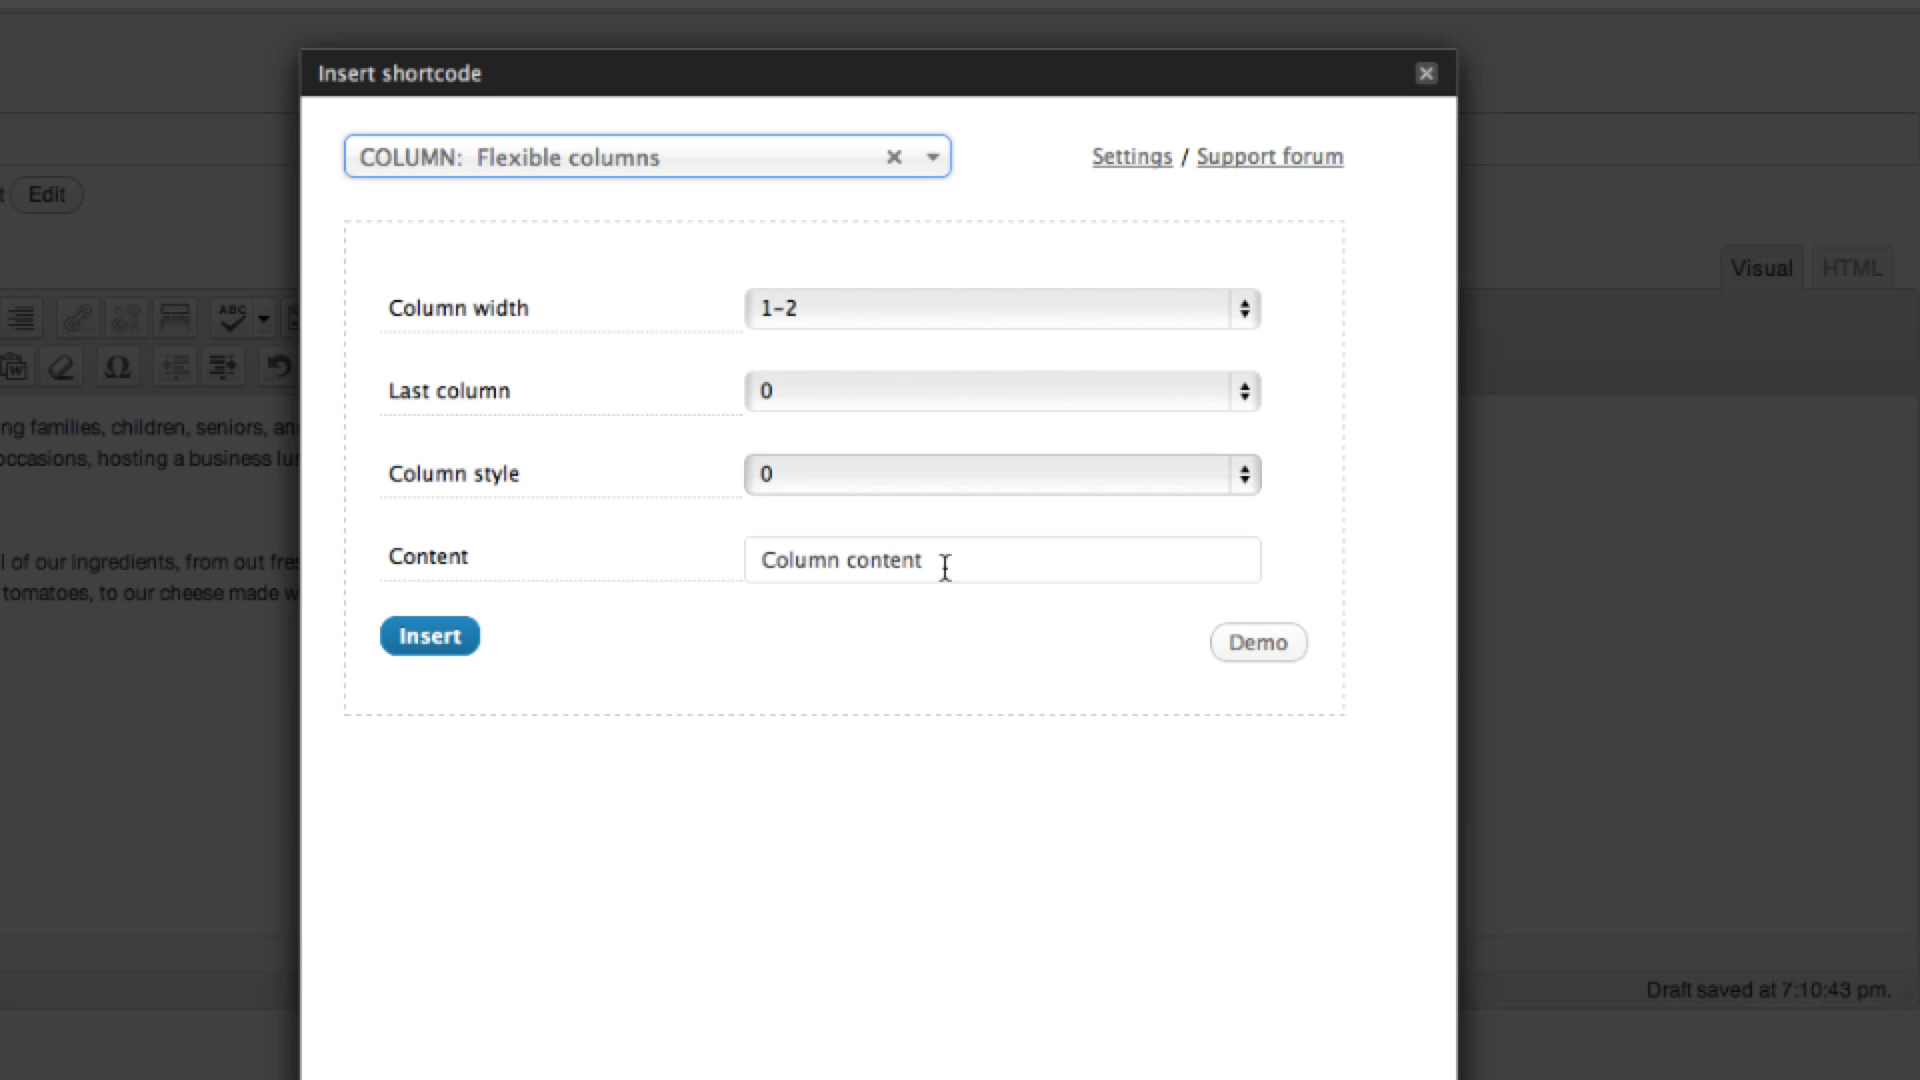 Insert shortcode
COLUMN: Flexible columns
Settings / Support forum
Edit
Column width
1-2
Visual
HTML
ABC
Last column
0
Column style
0
ng families, children, seniors, an
occasions, hosting a business lu
Content
Column content
l of our ingredients, from out fres
tomatoes, to our cheese made w
Insert
Demo
Draft saved at 7:10:43 pm.